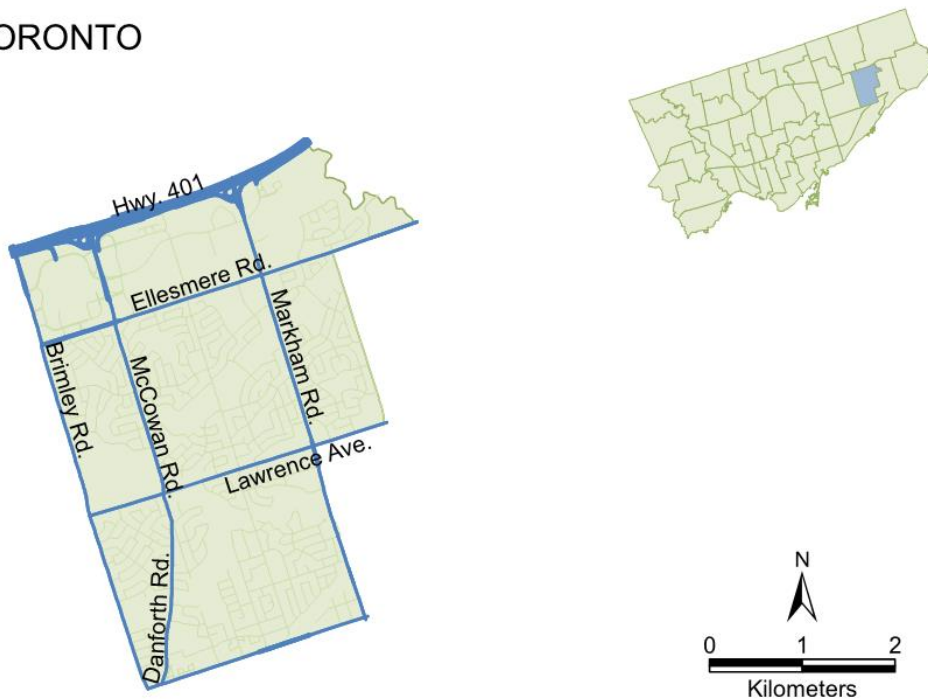 ORONTO
Hwy. 401
Ellesmere Rd.
Brimley Rd.
McCowan Rd.
Markham Rd.
Lawrence Ave.
Danforth Rd.
N
0 1 2
Kilometers